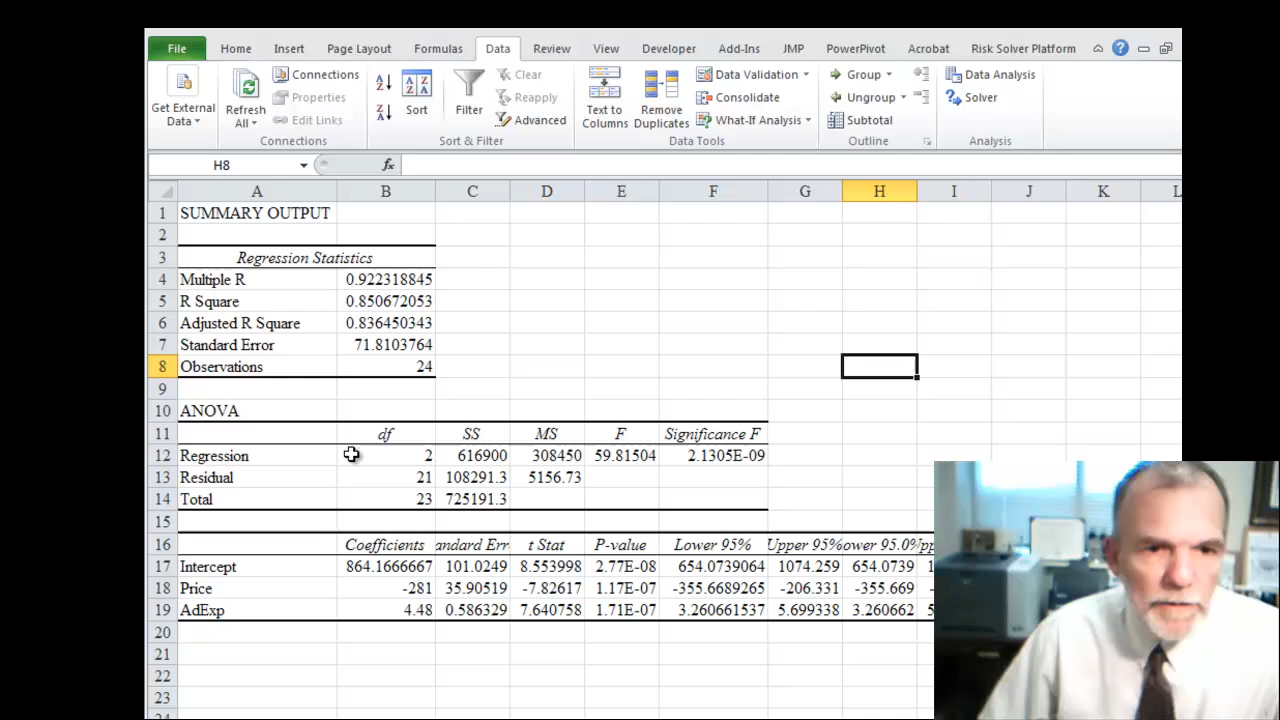 File Home Insert Page Layout Formulas Data Review View Developer Add-Ins JMP PowerPivot Acrobat Risk Solver Platform
Get External Data
Refresh All
Connections
Properties
Edit Links
Connections
Sort
Filter
Clear
Reapply
Advanced
Sort & Filter
Text to Columns
Remove Duplicates
Data Validation
Consolidate
What-If Analysis
Data Tools
Group
Ungroup
Subtotal
Outline
Data Analysis
Solver
Analysis
H8 fx
A B C D E F G H I J K L
1 SUMMARY OUTPUT
2
3 Regression Statistics
4 Multiple R 0.922318845
5 R Square 0.850672053
6 Adjusted R Square 0.836450343
7 Standard Error 71.8103764
8 Observations 24
9
10 ANOVA
11 df SS MS F Significance F
12 Regression 2 616900 308450 59.81504 2.1305E-09
13 Residual 21 108291.3 5156.73
14 Total 23 725191.3
15
16 Coefficients andard Err t Stat P-value Lower 95% Upper 95% ower 95.0% pp
17 Intercept 864.1666667 101.0249 8.553998 2.77E-08 654.0739064 1074.259 654.0739 1
18 Price -281 35.90519 -7.82617 1.17E-07 -355.6689265 -206.331 -355.669 -
19 AdExp 4.48 0.586329 7.640758 1.71E-07 3.260661537 5.699338 3.260662 5
20
21
22
23